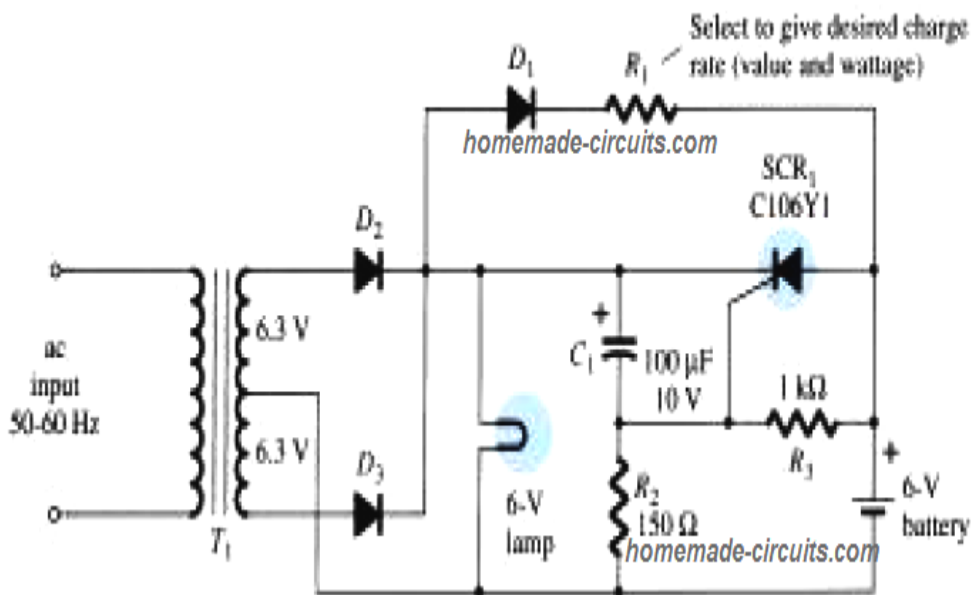 Select to give desired charge
rate (value and wattage)
D1
R1
homemade-circuits.com
SCR1
C106Y1
D2
6.3 V
ac
input
50-60 Hz
+
C1
100 µF
10 V
1 kΩ
R3
+
6.3 V
D3
6-V
lamp
R2
150 Ω
6-V
battery
T1
homemade-circuits.com